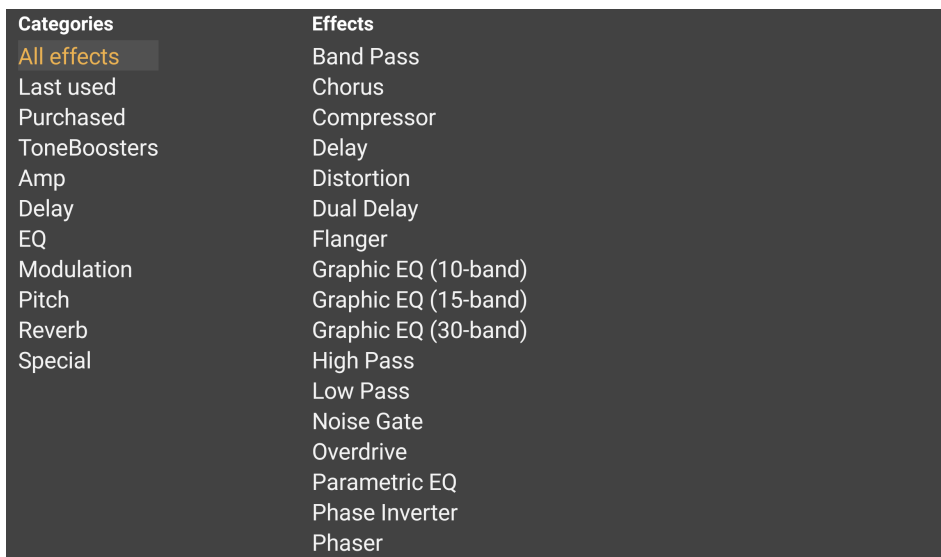 Categories
All effects
Last used
Purchased
ToneBoosters
Amp
Delay
EQ
Modulation
Pitch
Reverb
Special
Effects
Band Pass
Chorus
Compressor
Delay
Distortion
Dual Delay
Flanger
Graphic EQ (10-band)
Graphic EQ (15-band)
Graphic EQ (30-band)
High Pass
Low Pass
Noise Gate
Overdrive
Parametric EQ
Phase Inverter
Phaser